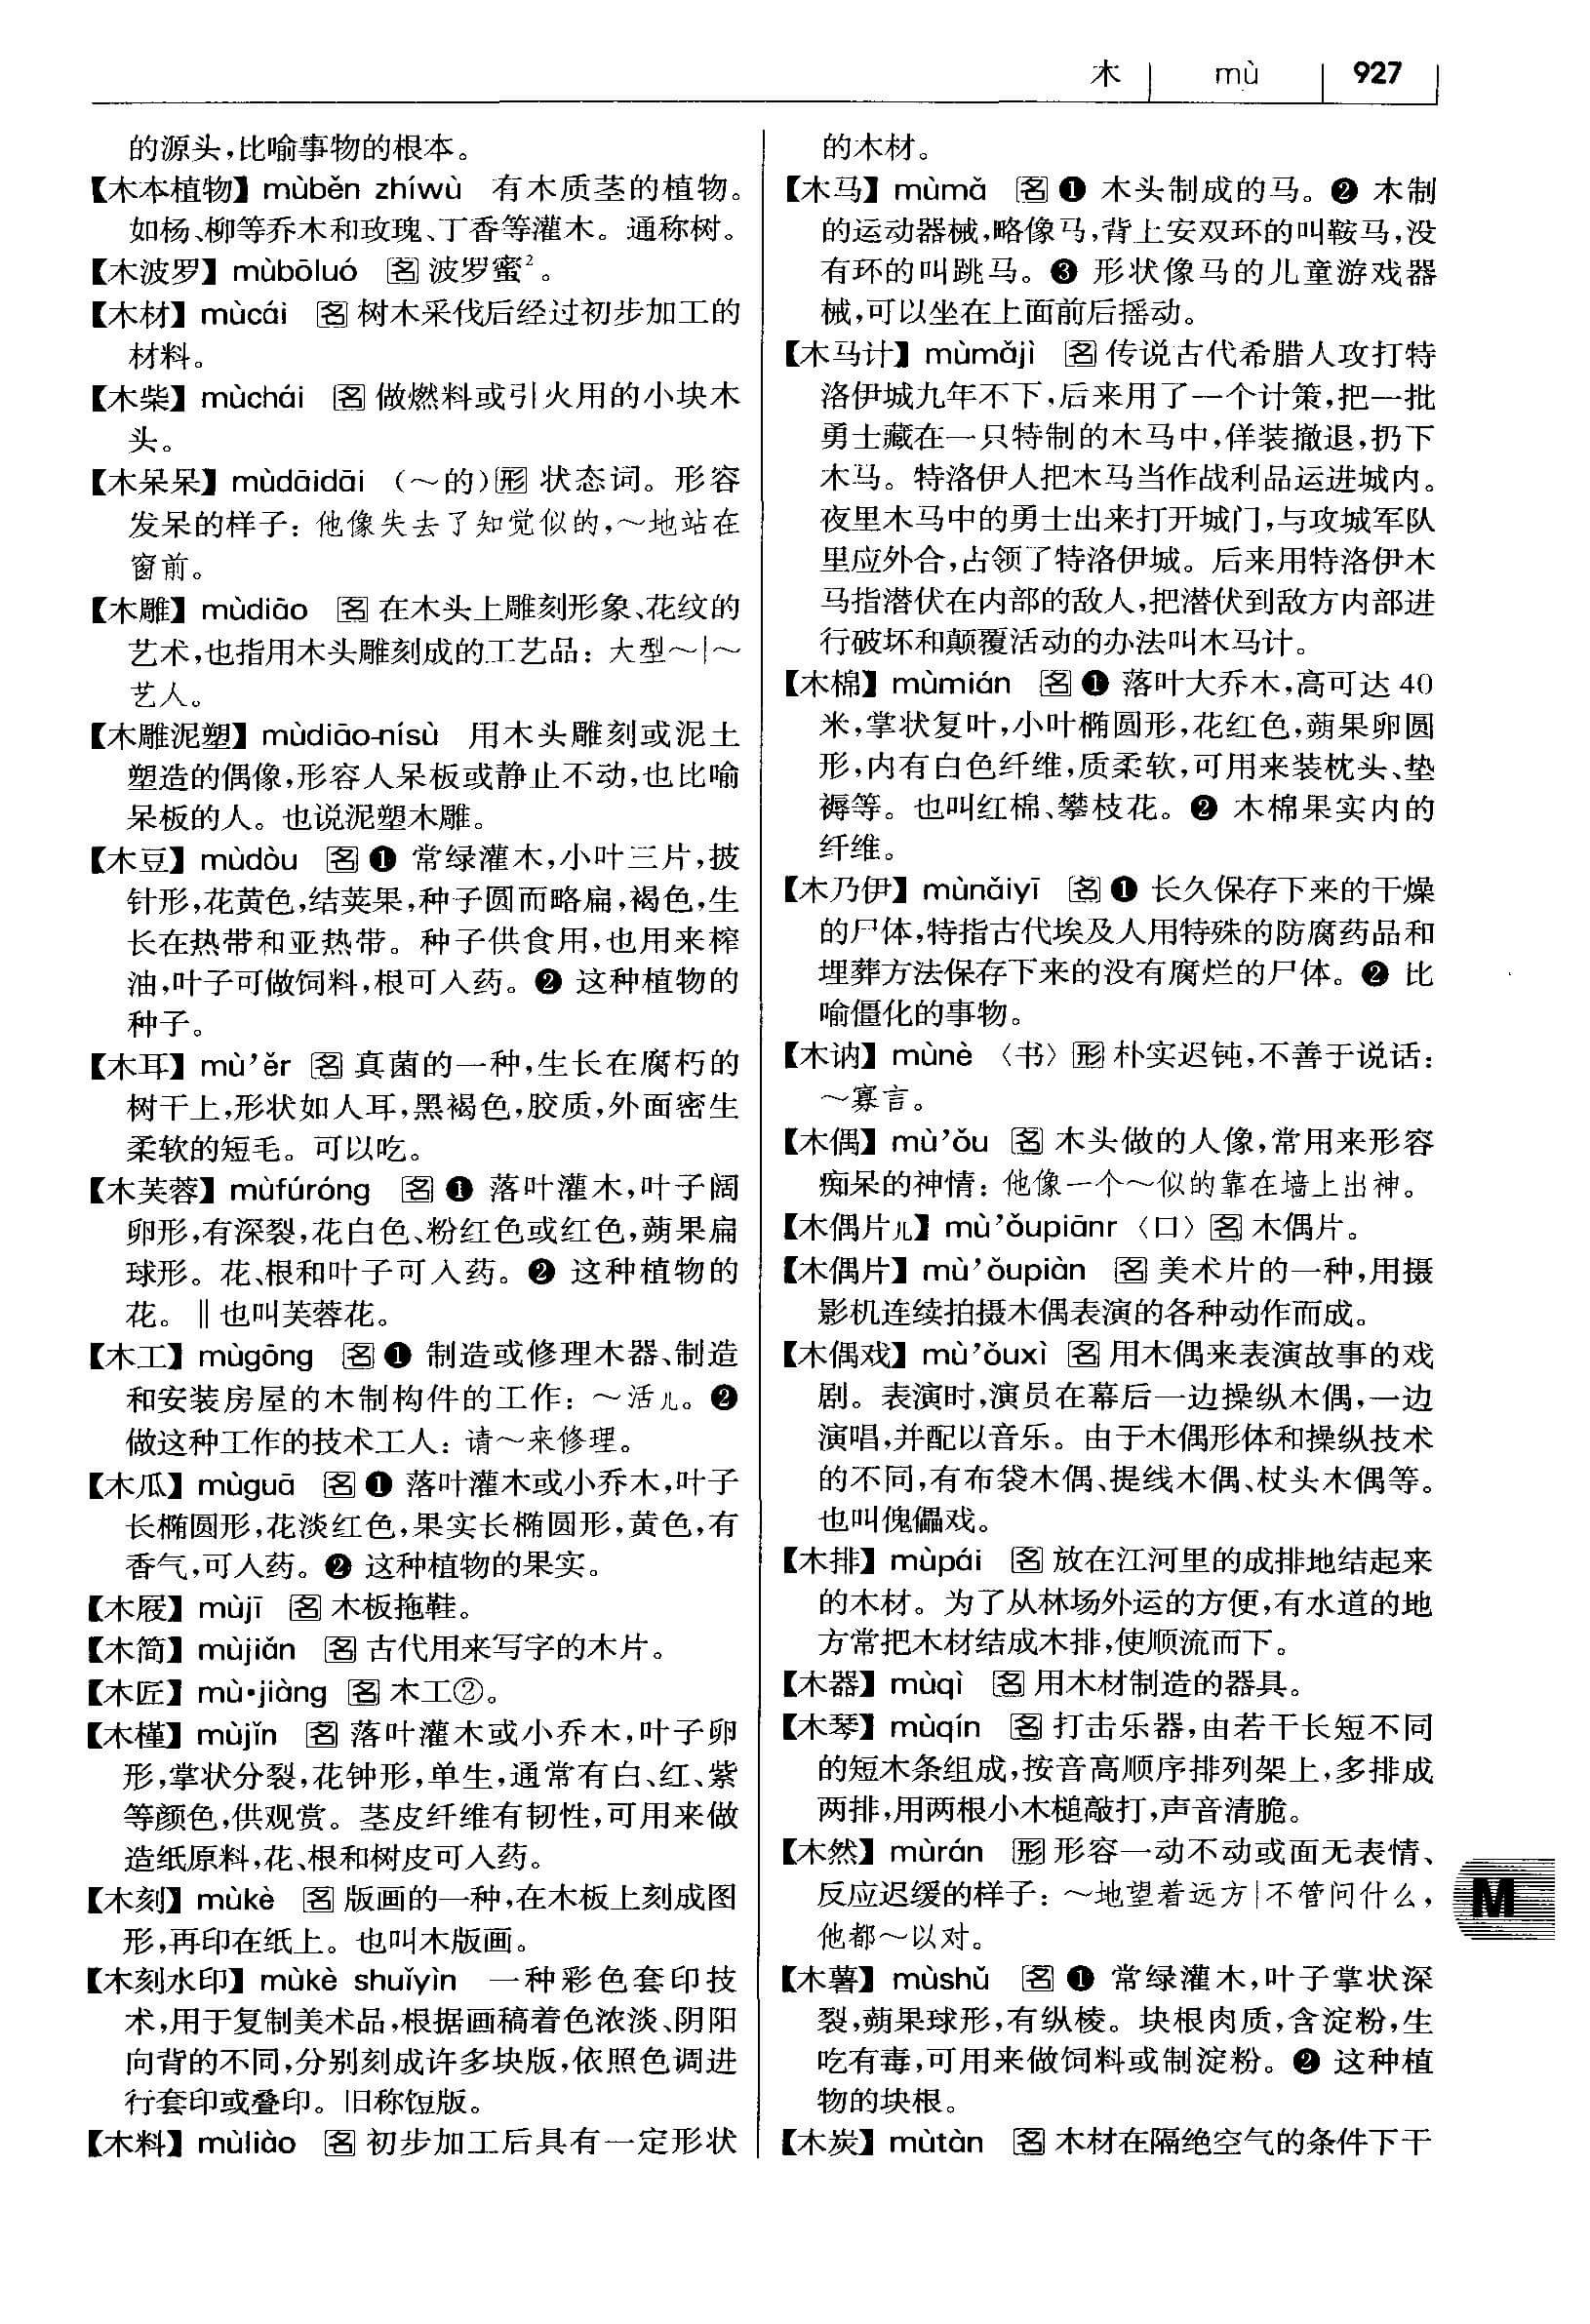 木 mù 927
的源头,比喻事物的根本。
【木本植物】mùběn zhíwù 有木质茎的植物。
如杨、柳等乔木和玫瑰、丁香等灌木。通称树。
【木波罗】mùbōluó 名 波罗蜜²。
【木材】mùcái 名 树木采伐后经过初步加工的
材料。
【木柴】mùchái 名 做燃料或引火用的小块木
头。
【木呆呆】mùdāidāi (~的)形 状态词。形容
发呆的样子:他像失去了知觉似的,~地站在
窗前。
【木雕】mùdiāo 名 在木头上雕刻形象、花纹的
艺术,也指用木头雕刻成的工艺品:大型~|~
艺人。
【木雕泥塑】mùdiāo-nísù 用木头雕刻或泥土
塑造的偶像,形容人呆板或静止不动,也比喻
呆板的人。也说泥塑木雕。
【木豆】mùdòu 名 ❶ 常绿灌木,小叶三片,披
针形,花黄色,结荚果,种子圆而略扁,褐色,生
长在热带和亚热带。种子供食用,也用来榨
油,叶子可做饲料,根可入药。❷ 这种植物的
种子。
【木耳】mù’ěr 名 真菌的一种,生长在腐朽的
树干上,形状如人耳,黑褐色,胶质,外面密生
柔软的短毛。可以吃。
【木芙蓉】mùfúróng 名 ❶ 落叶灌木,叶子阔
卵形,有深裂,花白色、粉红色或红色,蒴果扁
球形。花、根和叶子可入药。❷ 这种植物的
花。‖也叫芙蓉花。
【木工】mùgōng 名 ❶ 制造或修理木器、制造
和安装房屋的木制构件的工作:~活儿。❷
做这种工作的技术工人:请~来修理。
【木瓜】mùguā 名 ❶ 落叶灌木或小乔木,叶子
长椭圆形,花淡红色,果实长椭圆形,黄色,有
香气,可入药。❷ 这种植物的果实。
【木屐】mùjī 名 木板拖鞋。
【木简】mùjiǎn 名 古代用来写字的木片。
【木匠】mù•jiàng 名 木工②。
【木槿】mùjǐn 名 落叶灌木或小乔木,叶子卵
形,掌状分裂,花钟形,单生,通常有白、红、紫
等颜色,供观赏。茎皮纤维有韧性,可用来做
造纸原料,花、根和树皮可入药。
【木刻】mùkè 名 版画的一种,在木板上刻成图
形,再印在纸上。也叫木版画。
【木刻水印】mùkè shuǐyìn 一种彩色套印技
术,用于复制美术品,根据画稿着色浓淡、阴阳
向背的不同,分别刻成许多块版,依照色调进
行套印或叠印。旧称饾版。
【木料】mùliào 名 初步加工后具有一定形状
的木材。
【木马】mùmǎ 名 ❶ 木头制成的马。❷ 木制
的运动器械,略像马,背上安双环的叫鞍马,没
有环的叫跳马。❸ 形状像马的儿童游戏器
械,可以坐在上面前后摇动。
【木马计】mùmǎjì 名 传说古代希腊人攻打特
洛伊城九年不下,后来用了一个计策,把一批
勇士藏在一只特制的木马中,佯装撤退,扔下
木马。特洛伊人把木马当作战利品运进城内。
夜里木马中的勇士出来打开城门,与攻城军队
里应外合,占领了特洛伊城。后来用特洛伊木
马指潜伏在内部的敌人,把潜伏到敌方内部进
行破坏和颠覆活动的办法叫木马计。
【木棉】mùmián 名 ❶ 落叶大乔木,高可达 40
米,掌状复叶,小叶椭圆形,花红色,蒴果卵圆
形,内有白色纤维,质柔软,可用来装枕头、垫
褥等。也叫红棉、攀枝花。❷ 木棉果实内的
纤维。
【木乃伊】mùnǎiyī 名 ❶ 长久保存下来的干燥
的尸体,特指古代埃及人用特殊的防腐药品和
埋葬方法保存下来的没有腐烂的尸体。❷ 比
喻僵化的事物。
【木讷】mùnè 〈书〉形 朴实迟钝,不善于说话:
~寡言。
【木偶】mù’ǒu 名 木头做的人像,常用来形容
痴呆的神情:他像一个~似的靠在墙上出神。
【木偶片儿】mù’ǒupiānr〈口〉名 木偶片。
【木偶片】mù’ǒupiàn 名 美术片的一种,用摄
影机连续拍摄木偶表演的各种动作而成。
【木偶戏】mù’ǒuxì 名 用木偶来表演故事的戏
剧。表演时,演员在幕后一边操纵木偶,一边
演唱,并配以音乐。由于木偶形体和操纵技术
的不同,有布袋木偶、提线木偶、杖头木偶等。
也叫傀儡戏。
【木排】mùpái 名 放在江河里的成排地结起来
的木材。为了从林场外运的方便,有水道的地
方常把木材结成木排,使顺流而下。
【木器】mùqì 名 用木材制造的器具。
【木琴】mùqín 名 打击乐器,由若干长短不同
的短木条组成,按音高顺序排列架上,多排成
两排,用两根小木槌敲打,声音清脆。
【木然】mùrán 形 形容一动不动或面无表情、
反应迟缓的样子:~地望着远方|不管问什么,
他都~以对。
【木薯】mùshǔ 名 ❶ 常绿灌木,叶子掌状深
裂,蒴果球形,有纵棱。块根肉质,含淀粉,生
吃有毒,可用来做饲料或制淀粉。❷ 这种植
物的块根。
【木炭】mùtàn 名 木材在隔绝空气的条件下干
M